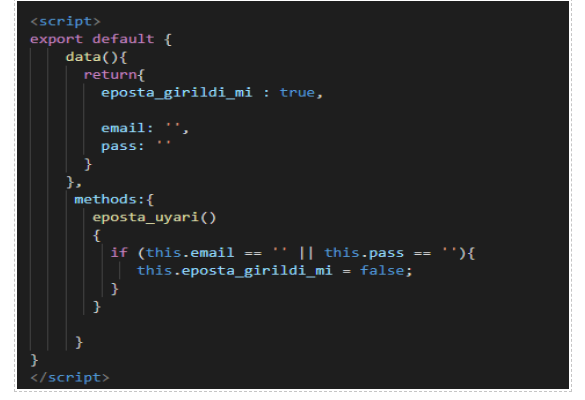 <script>
export default {
data(){
return{
eposta_girildi_mi : true,
email: '',
pass: ''
}
},
methods:{
eposta_uyari()
{
if (this.email == '' || this.pass == ''){
this.eposta_girildi_mi = false;
}
}
}
}
</script>